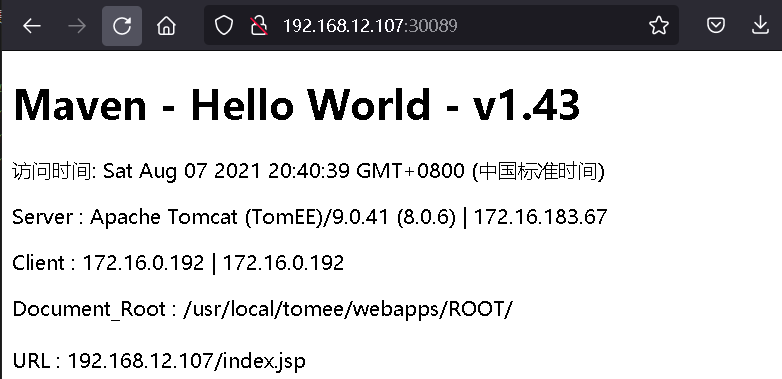 192.168.12.107:30089
Maven - Hello World - v1.43
访问时间: Sat Aug 07 2021 20:40:39 GMT+0800 (中国标准时间)
Server : Apache Tomcat (TomEE)/9.0.41 (8.0.6) | 172.16.183.67
Client : 172.16.0.192 | 172.16.0.192
Document_Root : /usr/local/tomee/webapps/ROOT/
URL : 192.168.12.107/index.jsp